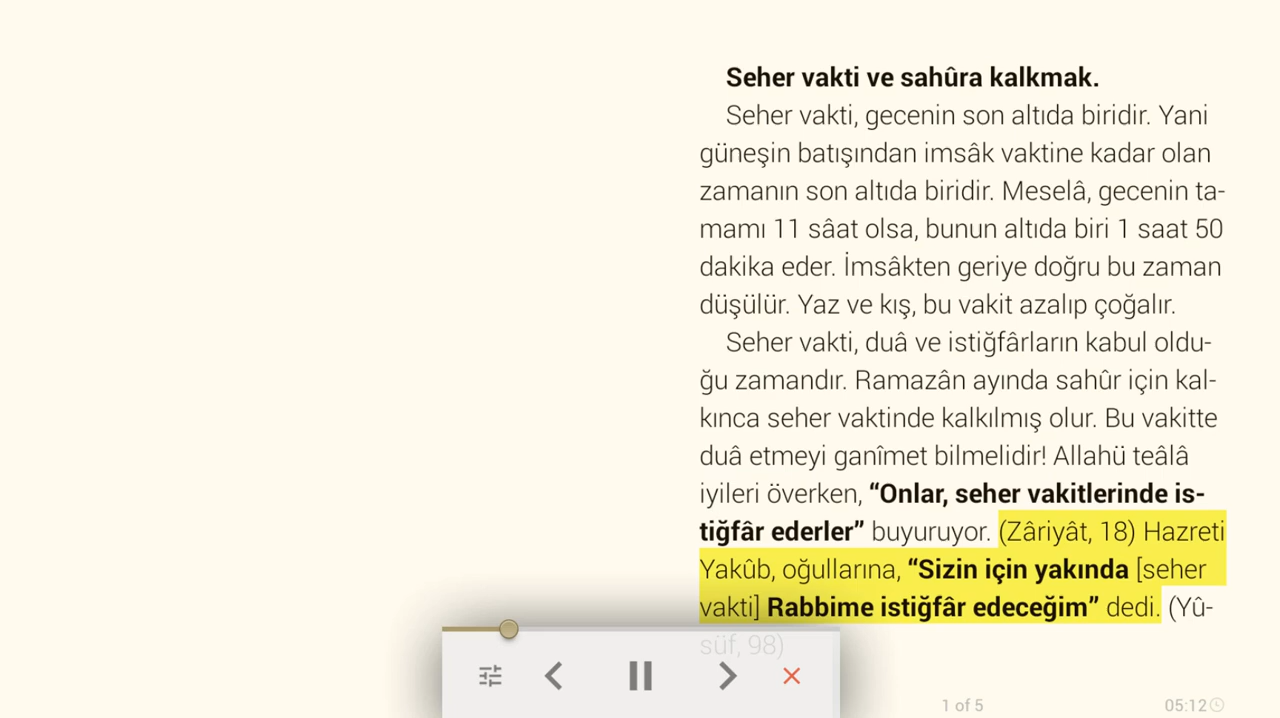 Seher vakti ve sahûra kalkmak.
Seher vakti, gecenin son altıda biridir. Yani
güneşin batışından imsâk vaktine kadar olan
zamanın son altıda biridir. Meselâ, gecenin ta-
mamı 11 sâat olsa, bunun altıda biri 1 saat 50
dakika eder. İmsâkten geriye doğru bu zaman
düşülür. Yaz ve kış, bu vakit azalıp çoğalır.
Seher vakti, duâ ve istiğfârların kabul oldu-
ğu zamandır. Ramazân ayında sahûr için kal-
kınca seher vaktinde kalkılmış olur. Bu vakitte
duâ etmeyi ganîmet bilmelidir! Allahü teâlâ
iyileri överken, “Onlar, seher vakitlerinde is-
tiğfâr ederler” buyuruyor. (Zâriyât, 18) Hazreti
Yakûb, oğullarına, “Sizin için yakında [seher
vakti] Rabbime istiğfâr edeceğim” dedi. (Yû-
süf, 98)
1 of 5
05:12